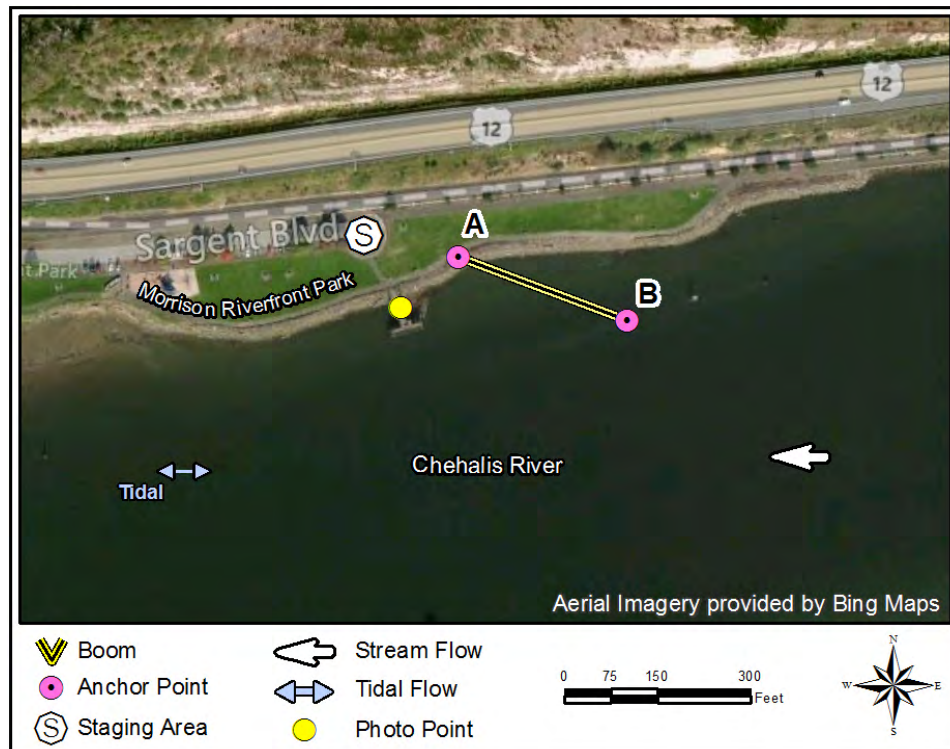 12
12
A
S
Sargent Blvd
t Park
Morrison Riverfront Park
B
Chehalis River
Tidal
Aerial Imagery provided by Bing Maps
Boom
Stream Flow
Anchor Point
Tidal Flow
S Staging Area
Photo Point
0 75 150 300
Feet
N
W E
S